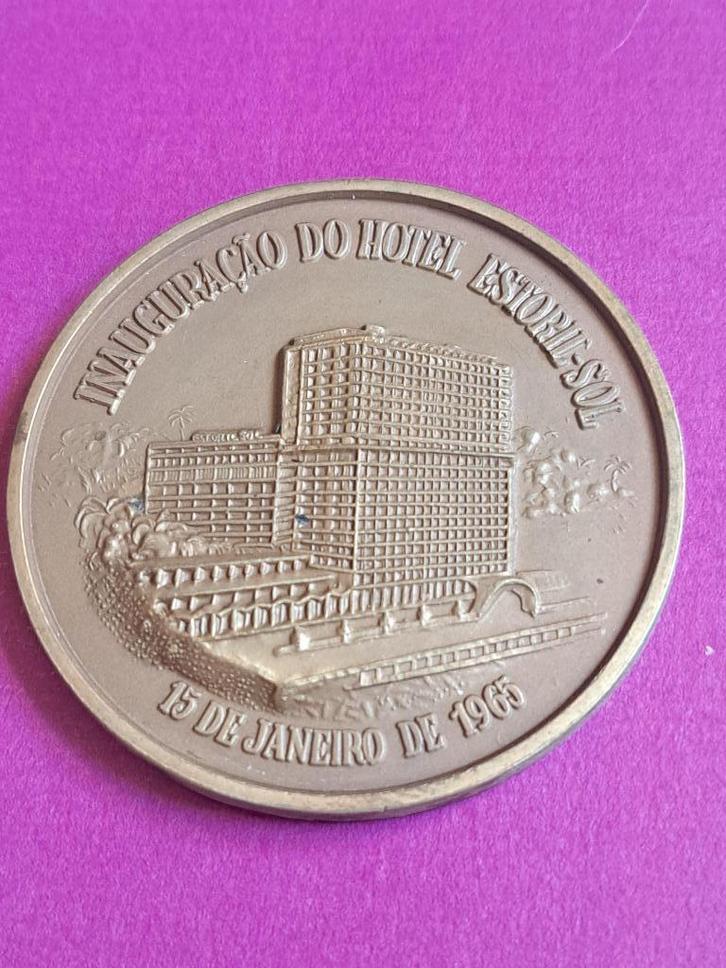 INAUGURAÇÃO DO HOTEL ESTORIL-SOL
ESTORIL SOL
15 DE JANEIRO DE 1965